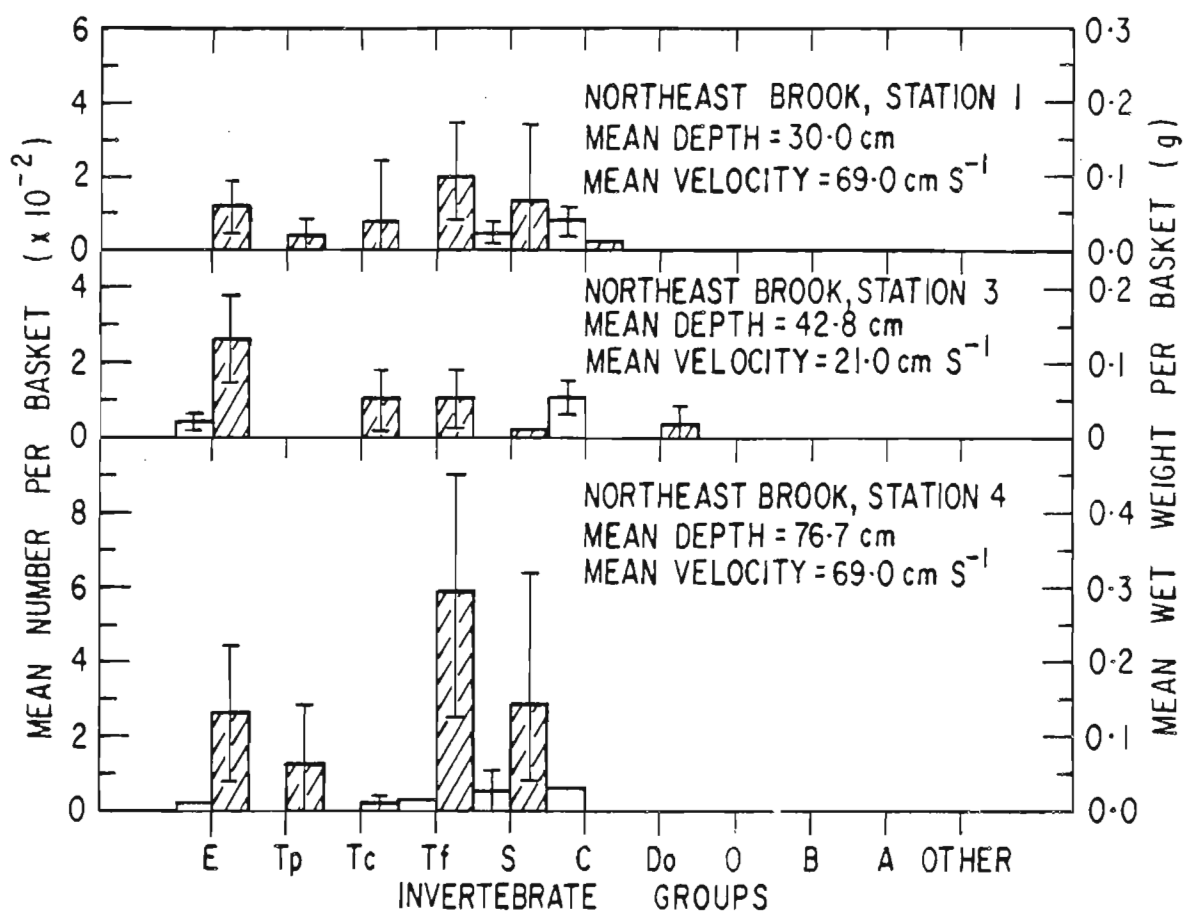 MEAN NUMBER PER BASKET (x 10⁻²)
6
4
2
0
4
2
0
8
6
4
2
0
NORTHEAST BROOK, STATION 1
MEAN DEPTH = 30·0 cm
MEAN VELOCITY = 69·0 cm S⁻¹
NORTHEAST BROOK, STATION 3
MEAN DEPTH = 42·8 cm
MEAN VELOCITY = 21·0 cm S⁻¹
NORTHEAST BROOK, STATION 4
MEAN DEPTH = 76·7 cm
MEAN VELOCITY = 69·0 cm S⁻¹
0·3
0·2
0·1
0·0
0·2
0·1
0
0·4
0·3
0·2
0·1
0·0
MEAN WET WEIGHT PER BASKET (g)
E Tp Tc Tf S C Do O B A OTHER
INVERTEBRATE GROUPS